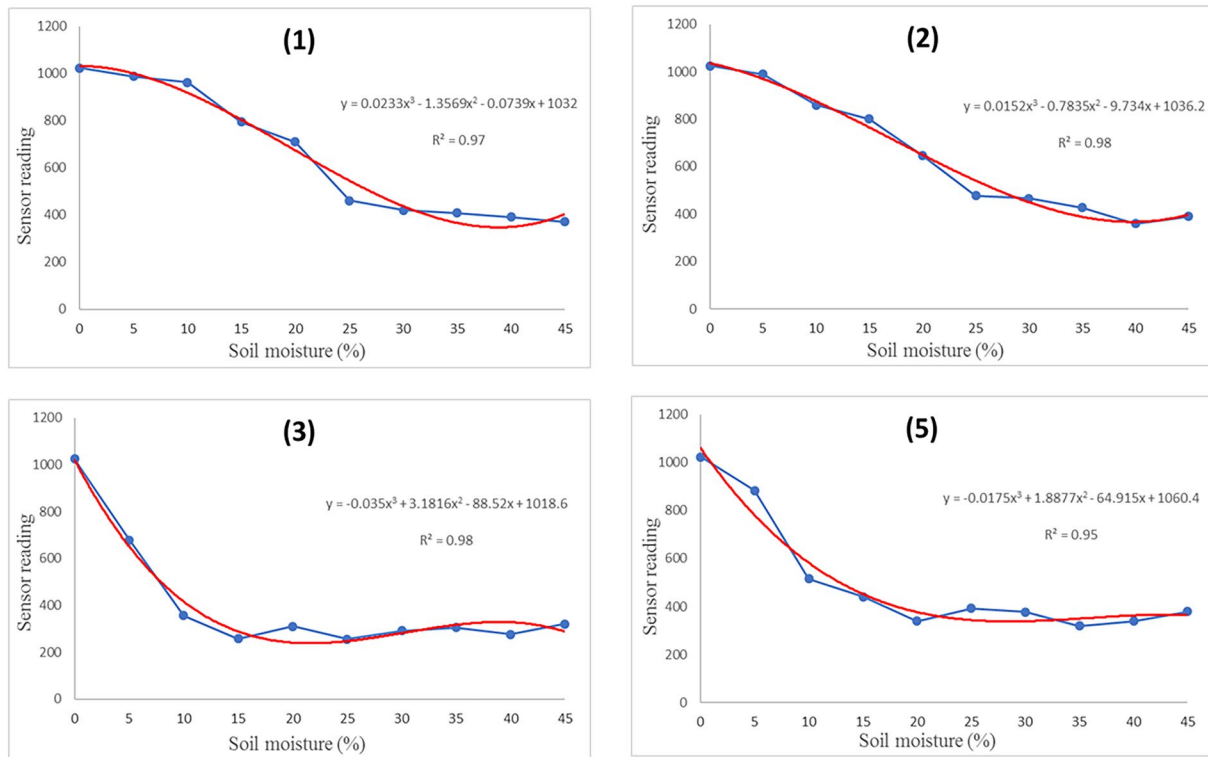 (1)
1200
1000
800
600
400
200
0
Sensor reading
y = 0.0233x³ - 1.3569x² - 0.0739x + 1032
R² = 0.97
0 5 10 15 20 25 30 35 40 45
Soil moisture (%)
(2)
1200
1000
800
600
400
200
0
Sensor reading
y = 0.0152x³ - 0.7835x² - 9.734x + 1036.2
R² = 0.98
0 5 10 15 20 25 30 35 40 45
Soil moisture (%)
(3)
1200
1000
800
600
400
200
0
Sensor reading
y = -0.035x³ + 3.1816x² - 88.52x + 1018.6
R² = 0.98
0 5 10 15 20 25 30 35 40 45
Soil moisture (%)
(5)
1200
1000
800
600
400
200
0
Sensor reading
y = -0.0175x³ + 1.8877x² - 64.915x + 1060.4
R² = 0.95
0 5 10 15 20 25 30 35 40 45
Soil moisture (%)